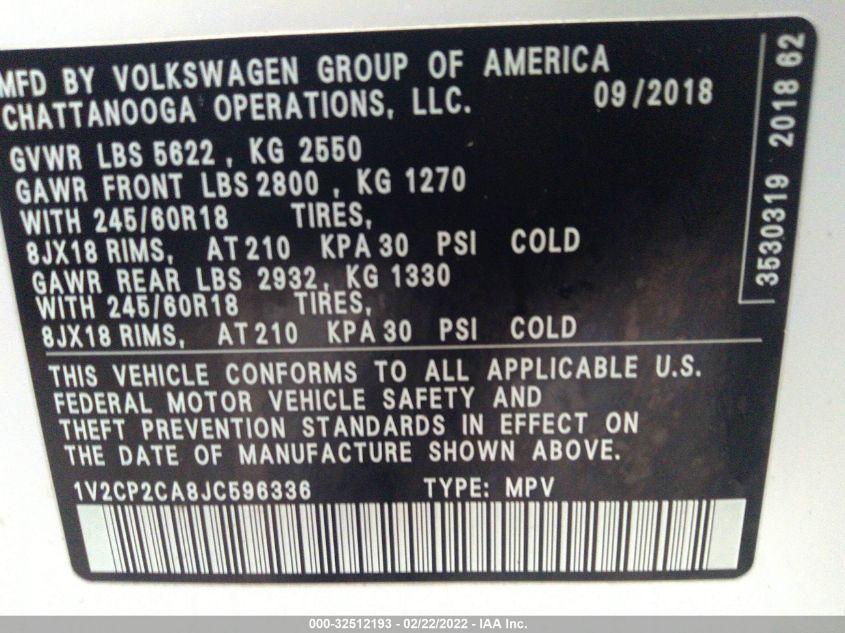 MFD BY VOLKSWAGEN GROUP OF AMERICA
CHATTANOOGA OPERATIONS, LLC. 09/2018
GVWR LBS 5622 , KG 2550
GAWR FRONT LBS 2800 , KG 1270
WITH 245/60R18 TIRES,
8JX18 RIMS, AT 210 KPA 30 PSI COLD
GAWR REAR LBS 2932, KG 1330
WITH 245/60R18 TIRES,
8JX18 RIMS, AT 210 KPA 30 PSI COLD
3530319 2018 62
THIS VEHICLE CONFORMS TO ALL APPLICABLE U.S.
FEDERAL MOTOR VEHICLE SAFETY AND
THEFT PREVENTION STANDARDS IN EFFECT ON
THE DATE OF MANUFACTURE SHOWN ABOVE.
1V2CP2CA8JC596336 TYPE: MPV
000-32512193 - 02/22/2022 - IAA Inc.